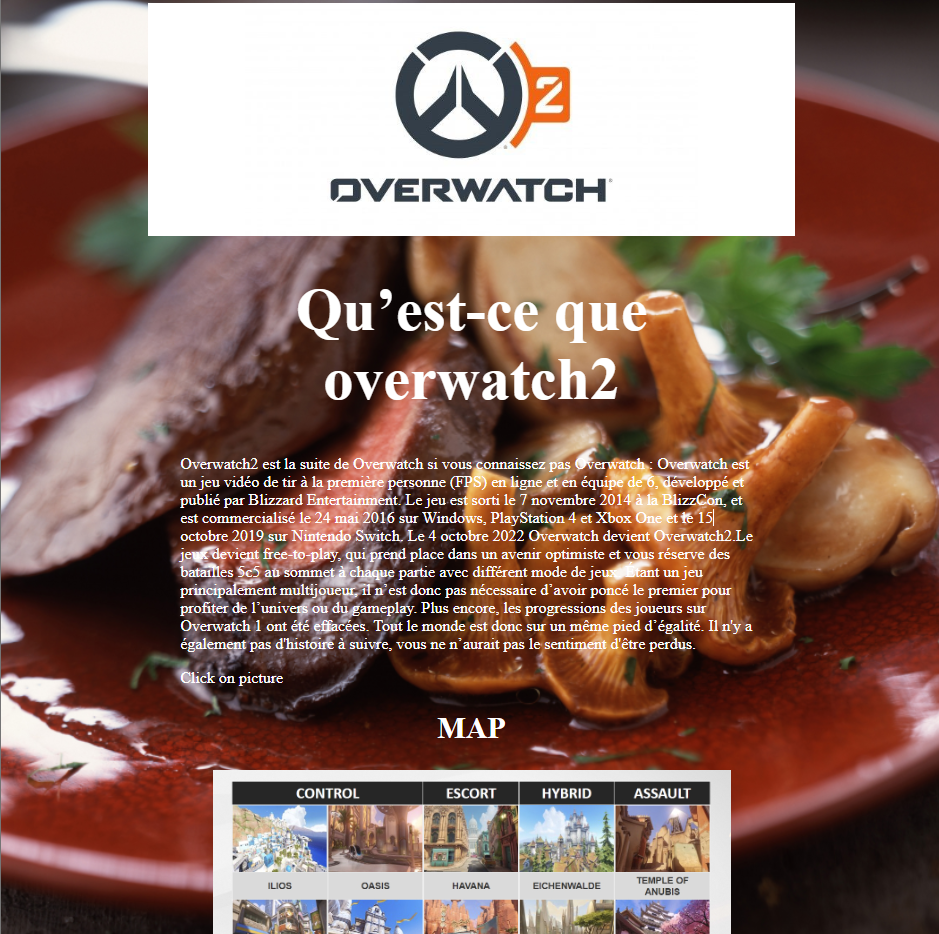 2
OVERWATCH
Qu’est-ce que
overwatch2
Overwatch2 est la suite de Overwatch si vous connaissez pas Overwatch : Overwatch est
un jeu vidéo de tir à la première personne (FPS) en ligne et en équipe de 6, développé et
publié par Blizzard Entertainment. Le jeu est sorti le 7 novembre 2014 à la BlizzCon, et
est commercialisé le 24 mai 2016 sur Windows, PlayStation 4 et Xbox One et le 15
octobre 2019 sur Nintendo Switch. Le 4 octobre 2022 Overwatch devient Overwatch2.Le
jeux devient free-to-play, qui prend place dans un avenir optimiste et vous réserve des
batailles 5c5 au sommet à chaque partie avec différent mode de jeux. Étant un jeu
principalement multijoueur, il n’est donc pas nécessaire d’avoir poncé le premier pour
profiter de l’univers ou du gameplay. Plus encore, les progressions des joueurs sur
Overwatch 1 ont été effacées. Tout le monde est donc sur un même pied d’égalité. Il n'y a
également pas d'histoire à suivre, vous ne n’aurait pas le sentiment d'être perdus.
Click on picture
MAP
CONTROL ESCORT HYBRID ASSAULT
ILIOS OASIS HAVANA EICHENWALDE TEMPLE OF
ANUBIS